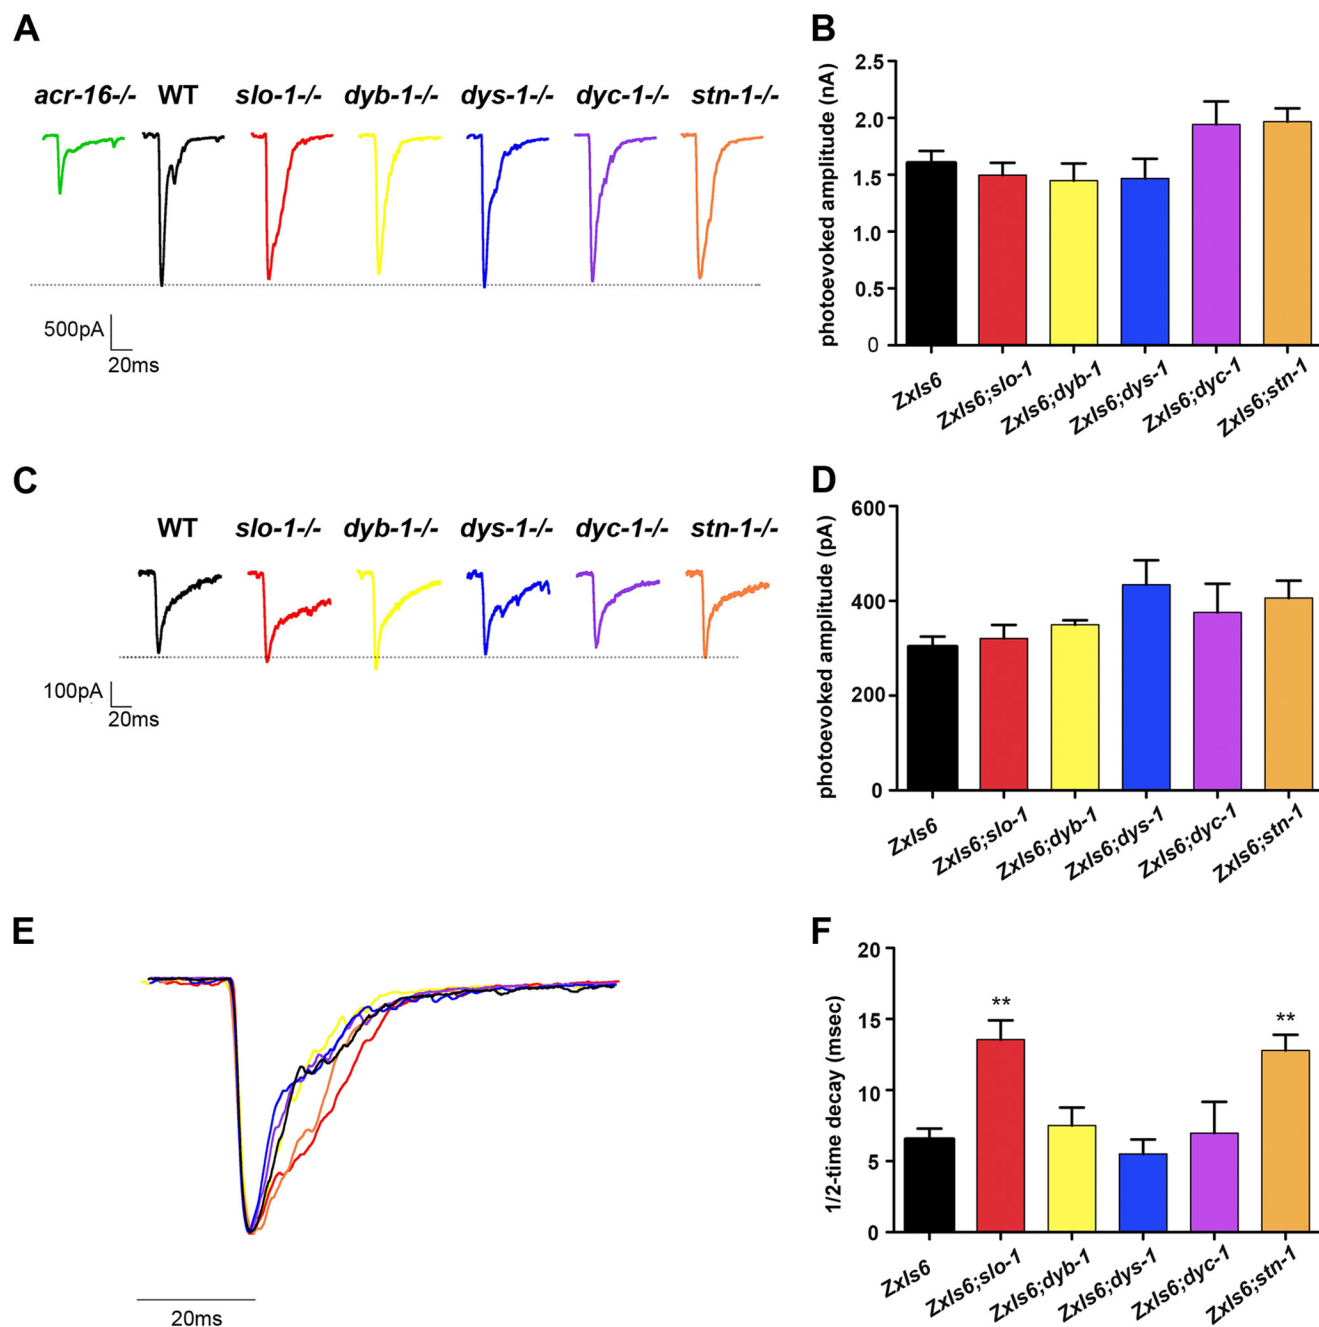 A
acr-16-/- WT slo-1-/- dyb-1-/- dys-1-/- dyc-1-/- stn-1-/-
500pA
20ms
B
photoevoked amplitude (nA)
2.5
2.0
1.5
1.0
0.5
0
ZxIs6 ZxIs6;slo-1 ZxIs6;dyb-1 ZxIs6;dys-1 ZxIs6;dyc-1 ZxIs6;stn-1
C
WT slo-1-/- dyb-1-/- dys-1-/- dyc-1-/- stn-1-/-
100pA
20ms
D
photoevoked amplitude (pA)
600
400
200
0
ZxIs6 ZxIs6;slo-1 ZxIs6;dyb-1 ZxIs6;dys-1 ZxIs6;dyc-1 ZxIs6;stn-1
E
20ms
F
1/2-time decay (msec)
20
15
10
5
0
** **
ZxIs6 ZxIs6;slo-1 ZxIs6;dyb-1 ZxIs6;dys-1 ZxIs6;dyc-1 ZxIs6;stn-1